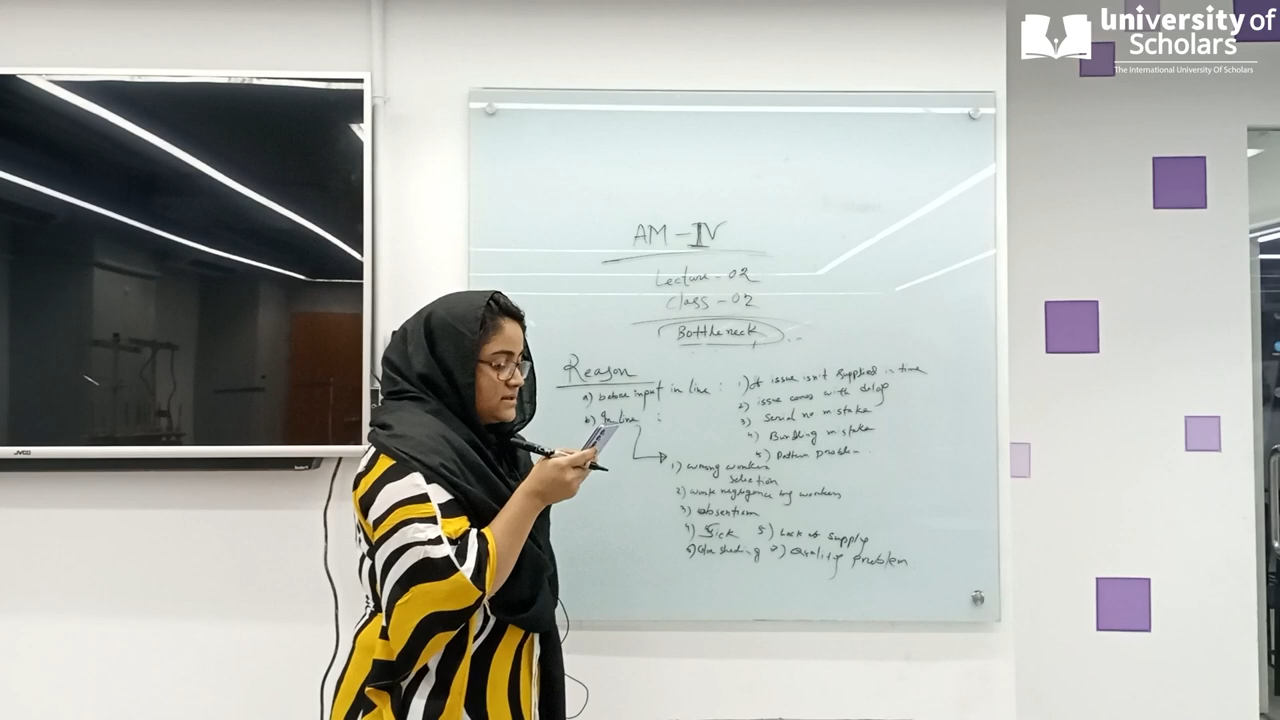 university of
Scholars
The International University Of Scholars
AM-IV
Lecture-02
Class-02
Bottleneck
Reason
a) before input in line : 1) If issue isn't supplied in time
2) issue comes with delay
3) Serial no mistake
4) Bundling mistake
5) Pattern problem.
b) In line :
1) wrong worker
selection
2) work neglegence by workers
3) absentism
4) Sick 5) Lack of supply
6) shading 7) Quality problem
JVCO